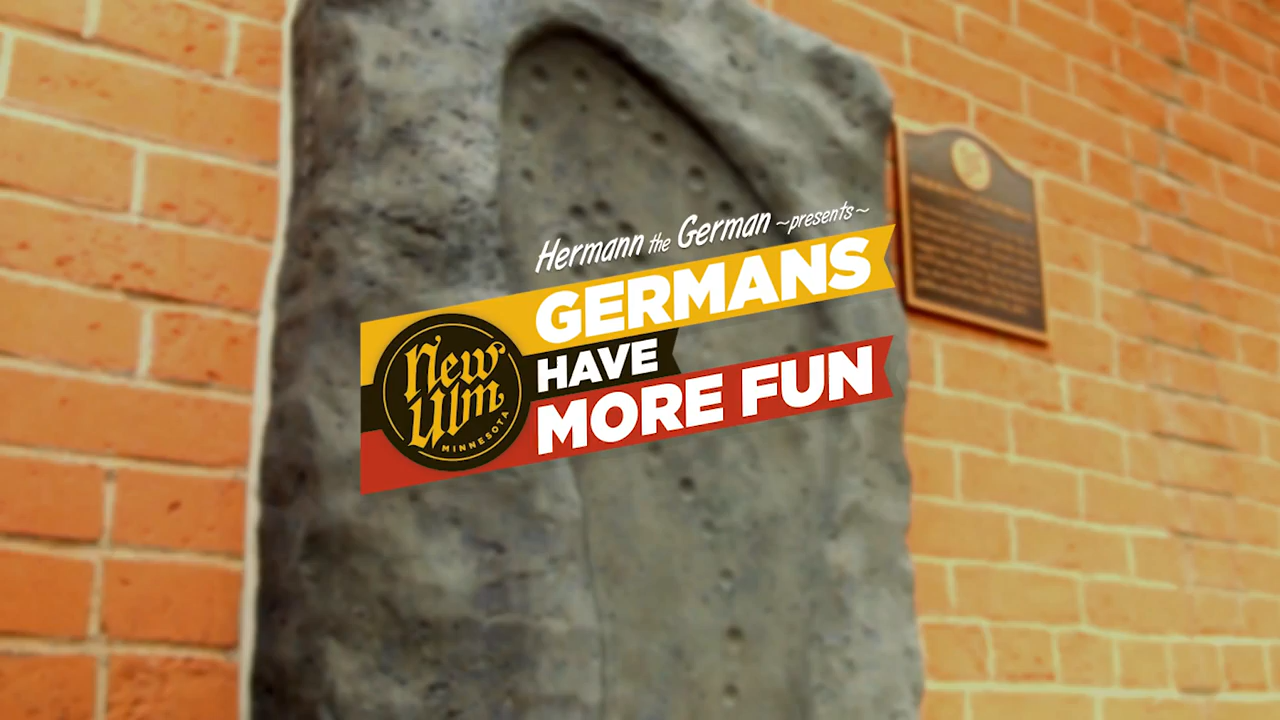 Hermann the German ~presents~
GERMANS
HAVE
MORE FUN
New
Ulm
MINNESOTA